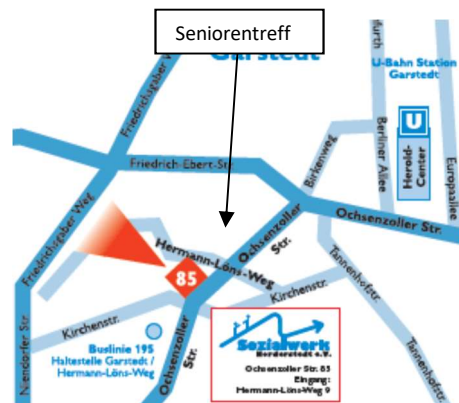 Seniorentreff
Garstedt
Friedrichsgaber Weg
U-Bahn Station
Garstedt
U
Herold-
Center
Berliner Allee
Europaallee
Birkenweg
Friedrich-Ebert-Str.
Ochsenzoller Str.
Friedrichsgaber Weg
Hermann-Löns-Weg
Ochsenzoller
Str.
Tannenhofstr.
85
Kirchenstr.
Kirchenstr.
Niendorfer Str.
Buslinie 195
Haltestelle Garstedt /
Hermann-Löns-Weg
Ochsenzoller
Str.
Sozialwerk
Norderstedt e.V.
Ochsenzoller Str. 85
Eingang:
Hermann-Löns-Weg 9
Tannenhofstr.